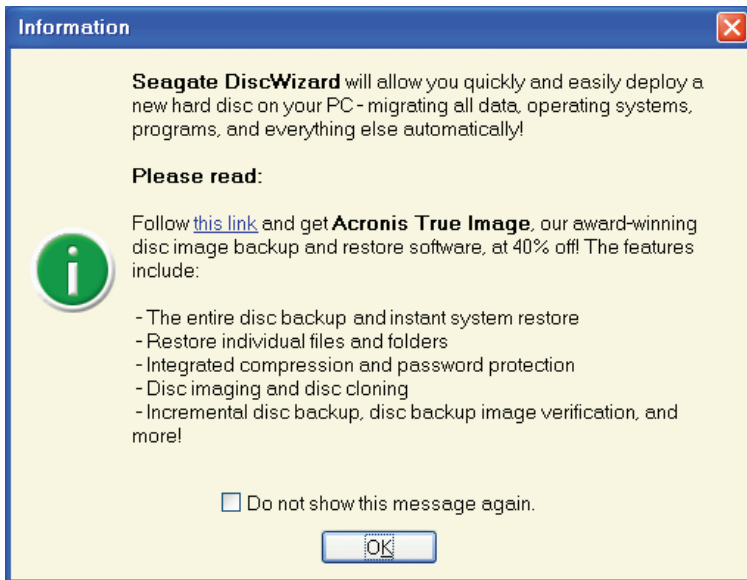 Information
Seagate DiscWizard will allow you quickly and easily deploy a
new hard disc on your PC - migrating all data, operating systems,
programs, and everything else automatically!
Please read:
Follow this link and get Acronis True Image, our award-winning
disc image backup and restore software, at 40% off! The features
include:
- The entire disc backup and instant system restore
- Restore individual files and folders
- Integrated compression and password protection
- Disc imaging and disc cloning
- Incremental disc backup, disc backup image verification, and
more!
Do not show this message again.
OK